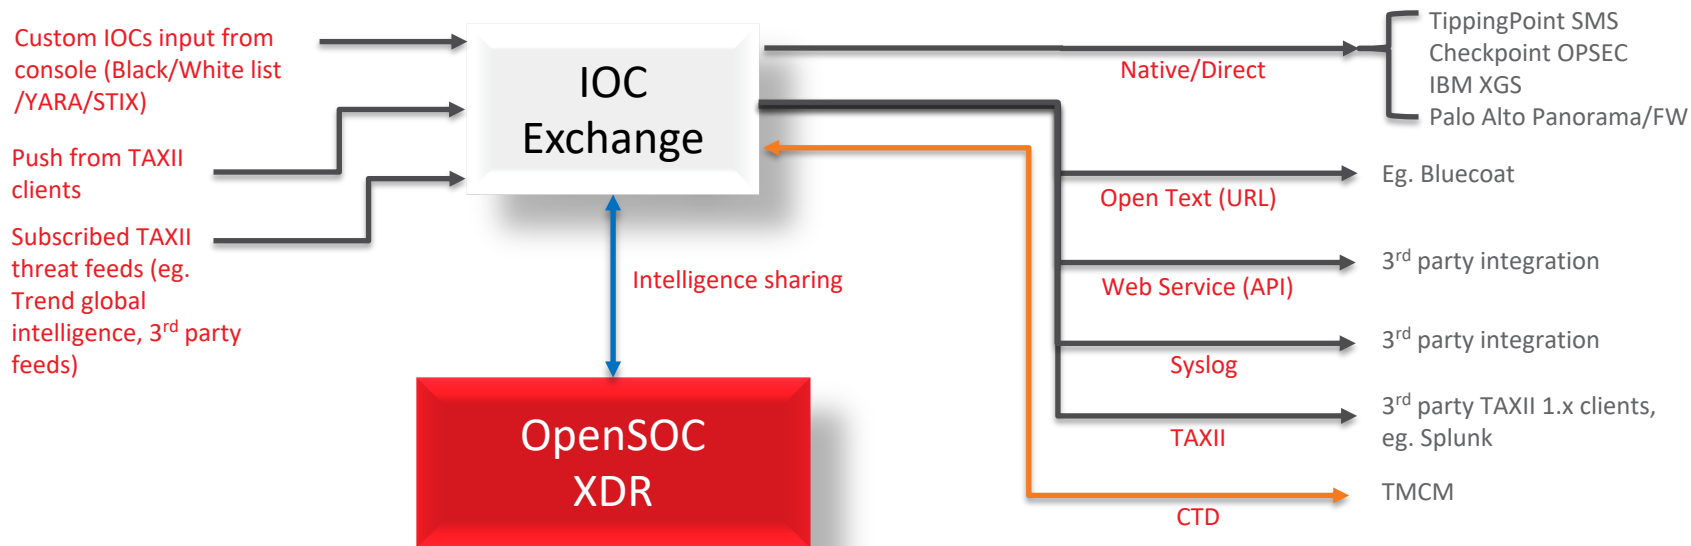 Custom IOCs input from
console (Black/White list
/YARA/STIX)
Push from TAXII
clients
Subscribed TAXII
threat feeds (eg.
Trend global
intelligence, 3rd party
feeds)
IOC
Exchange
Intelligence sharing
OpenSOC
XDR
Native/Direct
TippingPoint SMS
Checkpoint OPSEC
IBM XGS
Palo Alto Panorama/FW
Open Text (URL)
Eg. Bluecoat
Web Service (API)
3rd party integration
Syslog
3rd party integration
TAXII
3rd party TAXII 1.x clients,
eg. Splunk
CTD
TMCM